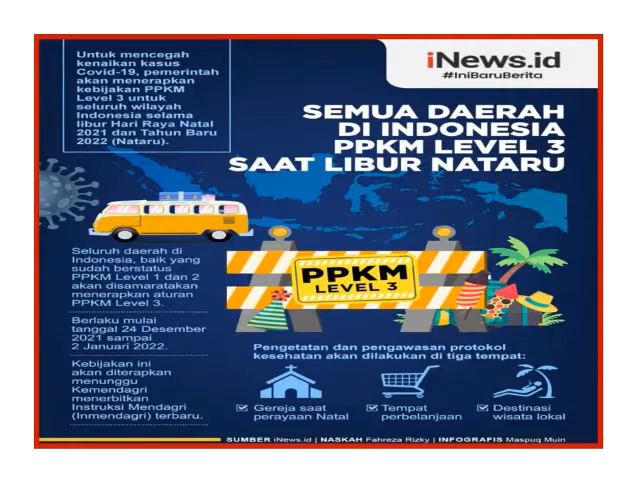 Untuk mencegah
kenaikan kasus
Covid-19, pemerintah
akan menerapkan
kebijakan PPKM
Level 3 untuk
seluruh wilayah
Indonesia selama
libur Hari Raya Natal
2021 dan Tahun Baru
2022 (Nataru).
iNews.id
#IniBaruBerita
SEMUA DAERAH
DI INDONESIA
PPKM LEVEL 3
SAAT LIBUR NATARU
Seluruh daerah di
Indonesia, baik yang
sudah berstatus
PPKM Level 1 dan 2
akan disamaratakan
menerapkan aturan
PPKM Level 3.
Berlaku mulai
tanggal 24 Desember
2021 sampai
2 Januari 2022.
Kebijakan ini
akan diterapkan
menunggu
Kemendagri
menerbitkan
Instruksi Mendagri
(Inmendagri) terbaru.
PPKM
LEVEL 3
Pengetatan dan pengawasan protokol
kesehatan akan dilakukan di tiga tempat:
Gereja saat
perayaan Natal
Tempat
perbelanjaan
Destinasi
wisata lokal
SUMBER iNews.id | NASKAH Fahreza Rizky | INFOGRAFIS Maspuq Muin